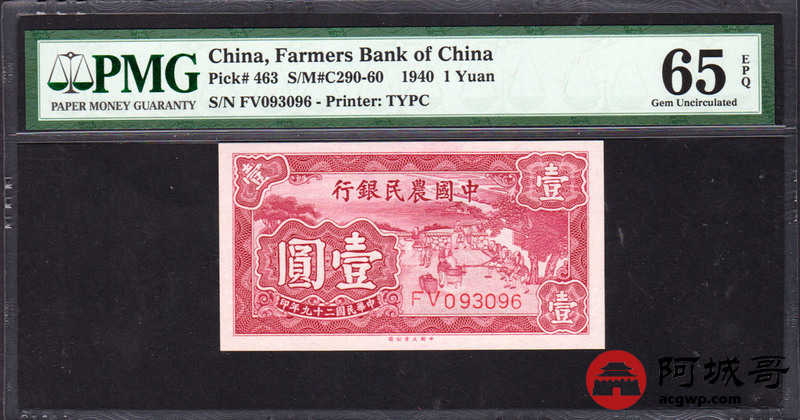 PMG
PAPER MONEY GUARANTY
China, Farmers Bank of China
Pick# 463 S/M#C290-60 1940 1 Yuan
S/N FV093096 - Printer: TYPC
65 EPQ
Gem Uncirculated
壹
壹
行銀民農國中
圓壹
FV093096
印年九十二國民華中
壹
阿城哥
acgwp.com